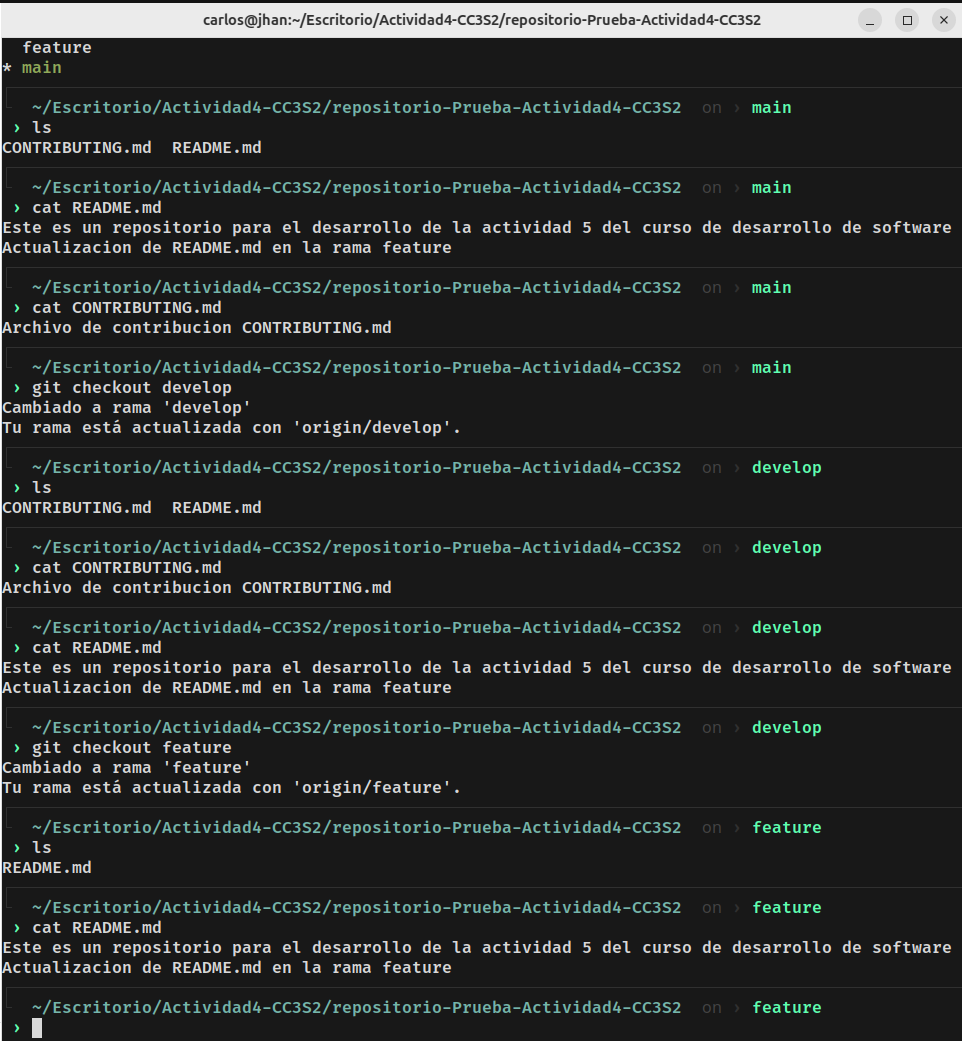 carlos@jhan:~/Escritorio/Actividad4-CC3S2/repositorio-Prueba-Actividad4-CC3S2
feature
* main
~/Escritorio/Actividad4-CC3S2/repositorio-Prueba-Actividad4-CC3S2 on › main
› ls
CONTRIBUTING.md README.md
~/Escritorio/Actividad4-CC3S2/repositorio-Prueba-Actividad4-CC3S2 on › main
› cat README.md
Este es un repositorio para el desarrollo de la actividad 5 del curso de desarrollo de software
Actualizacion de README.md en la rama feature
~/Escritorio/Actividad4-CC3S2/repositorio-Prueba-Actividad4-CC3S2 on › main
› cat CONTRIBUTING.md
Archivo de contribucion CONTRIBUTING.md
~/Escritorio/Actividad4-CC3S2/repositorio-Prueba-Actividad4-CC3S2 on › main
› git checkout develop
Cambiado a rama 'develop'
Tu rama está actualizada con 'origin/develop'.
~/Escritorio/Actividad4-CC3S2/repositorio-Prueba-Actividad4-CC3S2 on › develop
› ls
CONTRIBUTING.md README.md
~/Escritorio/Actividad4-CC3S2/repositorio-Prueba-Actividad4-CC3S2 on › develop
› cat CONTRIBUTING.md
Archivo de contribucion CONTRIBUTING.md
~/Escritorio/Actividad4-CC3S2/repositorio-Prueba-Actividad4-CC3S2 on › develop
› cat README.md
Este es un repositorio para el desarrollo de la actividad 5 del curso de desarrollo de software
Actualizacion de README.md en la rama feature
~/Escritorio/Actividad4-CC3S2/repositorio-Prueba-Actividad4-CC3S2 on › develop
› git checkout feature
Cambiado a rama 'feature'
Tu rama está actualizada con 'origin/feature'.
~/Escritorio/Actividad4-CC3S2/repositorio-Prueba-Actividad4-CC3S2 on › feature
› ls
README.md
~/Escritorio/Actividad4-CC3S2/repositorio-Prueba-Actividad4-CC3S2 on › feature
› cat README.md
Este es un repositorio para el desarrollo de la actividad 5 del curso de desarrollo de software
Actualizacion de README.md en la rama feature
~/Escritorio/Actividad4-CC3S2/repositorio-Prueba-Actividad4-CC3S2 on › feature
›